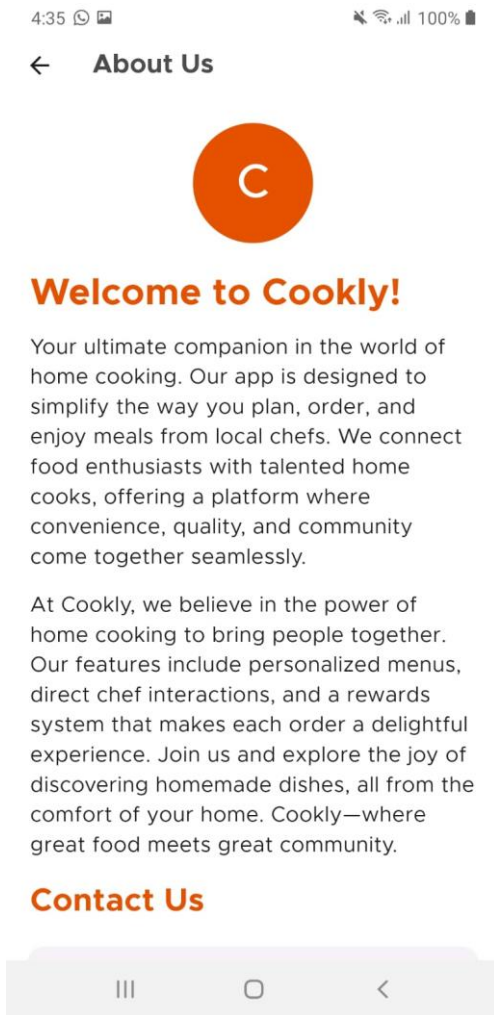 4:35 100%
About Us
C
Welcome to Cookly!
Your ultimate companion in the world of
home cooking. Our app is designed to
simplify the way you plan, order, and
enjoy meals from local chefs. We connect
food enthusiasts with talented home
cooks, offering a platform where
convenience, quality, and community
come together seamlessly.
At Cookly, we believe in the power of
home cooking to bring people together.
Our features include personalized menus,
direct chef interactions, and a rewards
system that makes each order a delightful
experience. Join us and explore the joy of
discovering homemade dishes, all from the
comfort of your home. Cookly—where
great food meets great community.
Contact Us